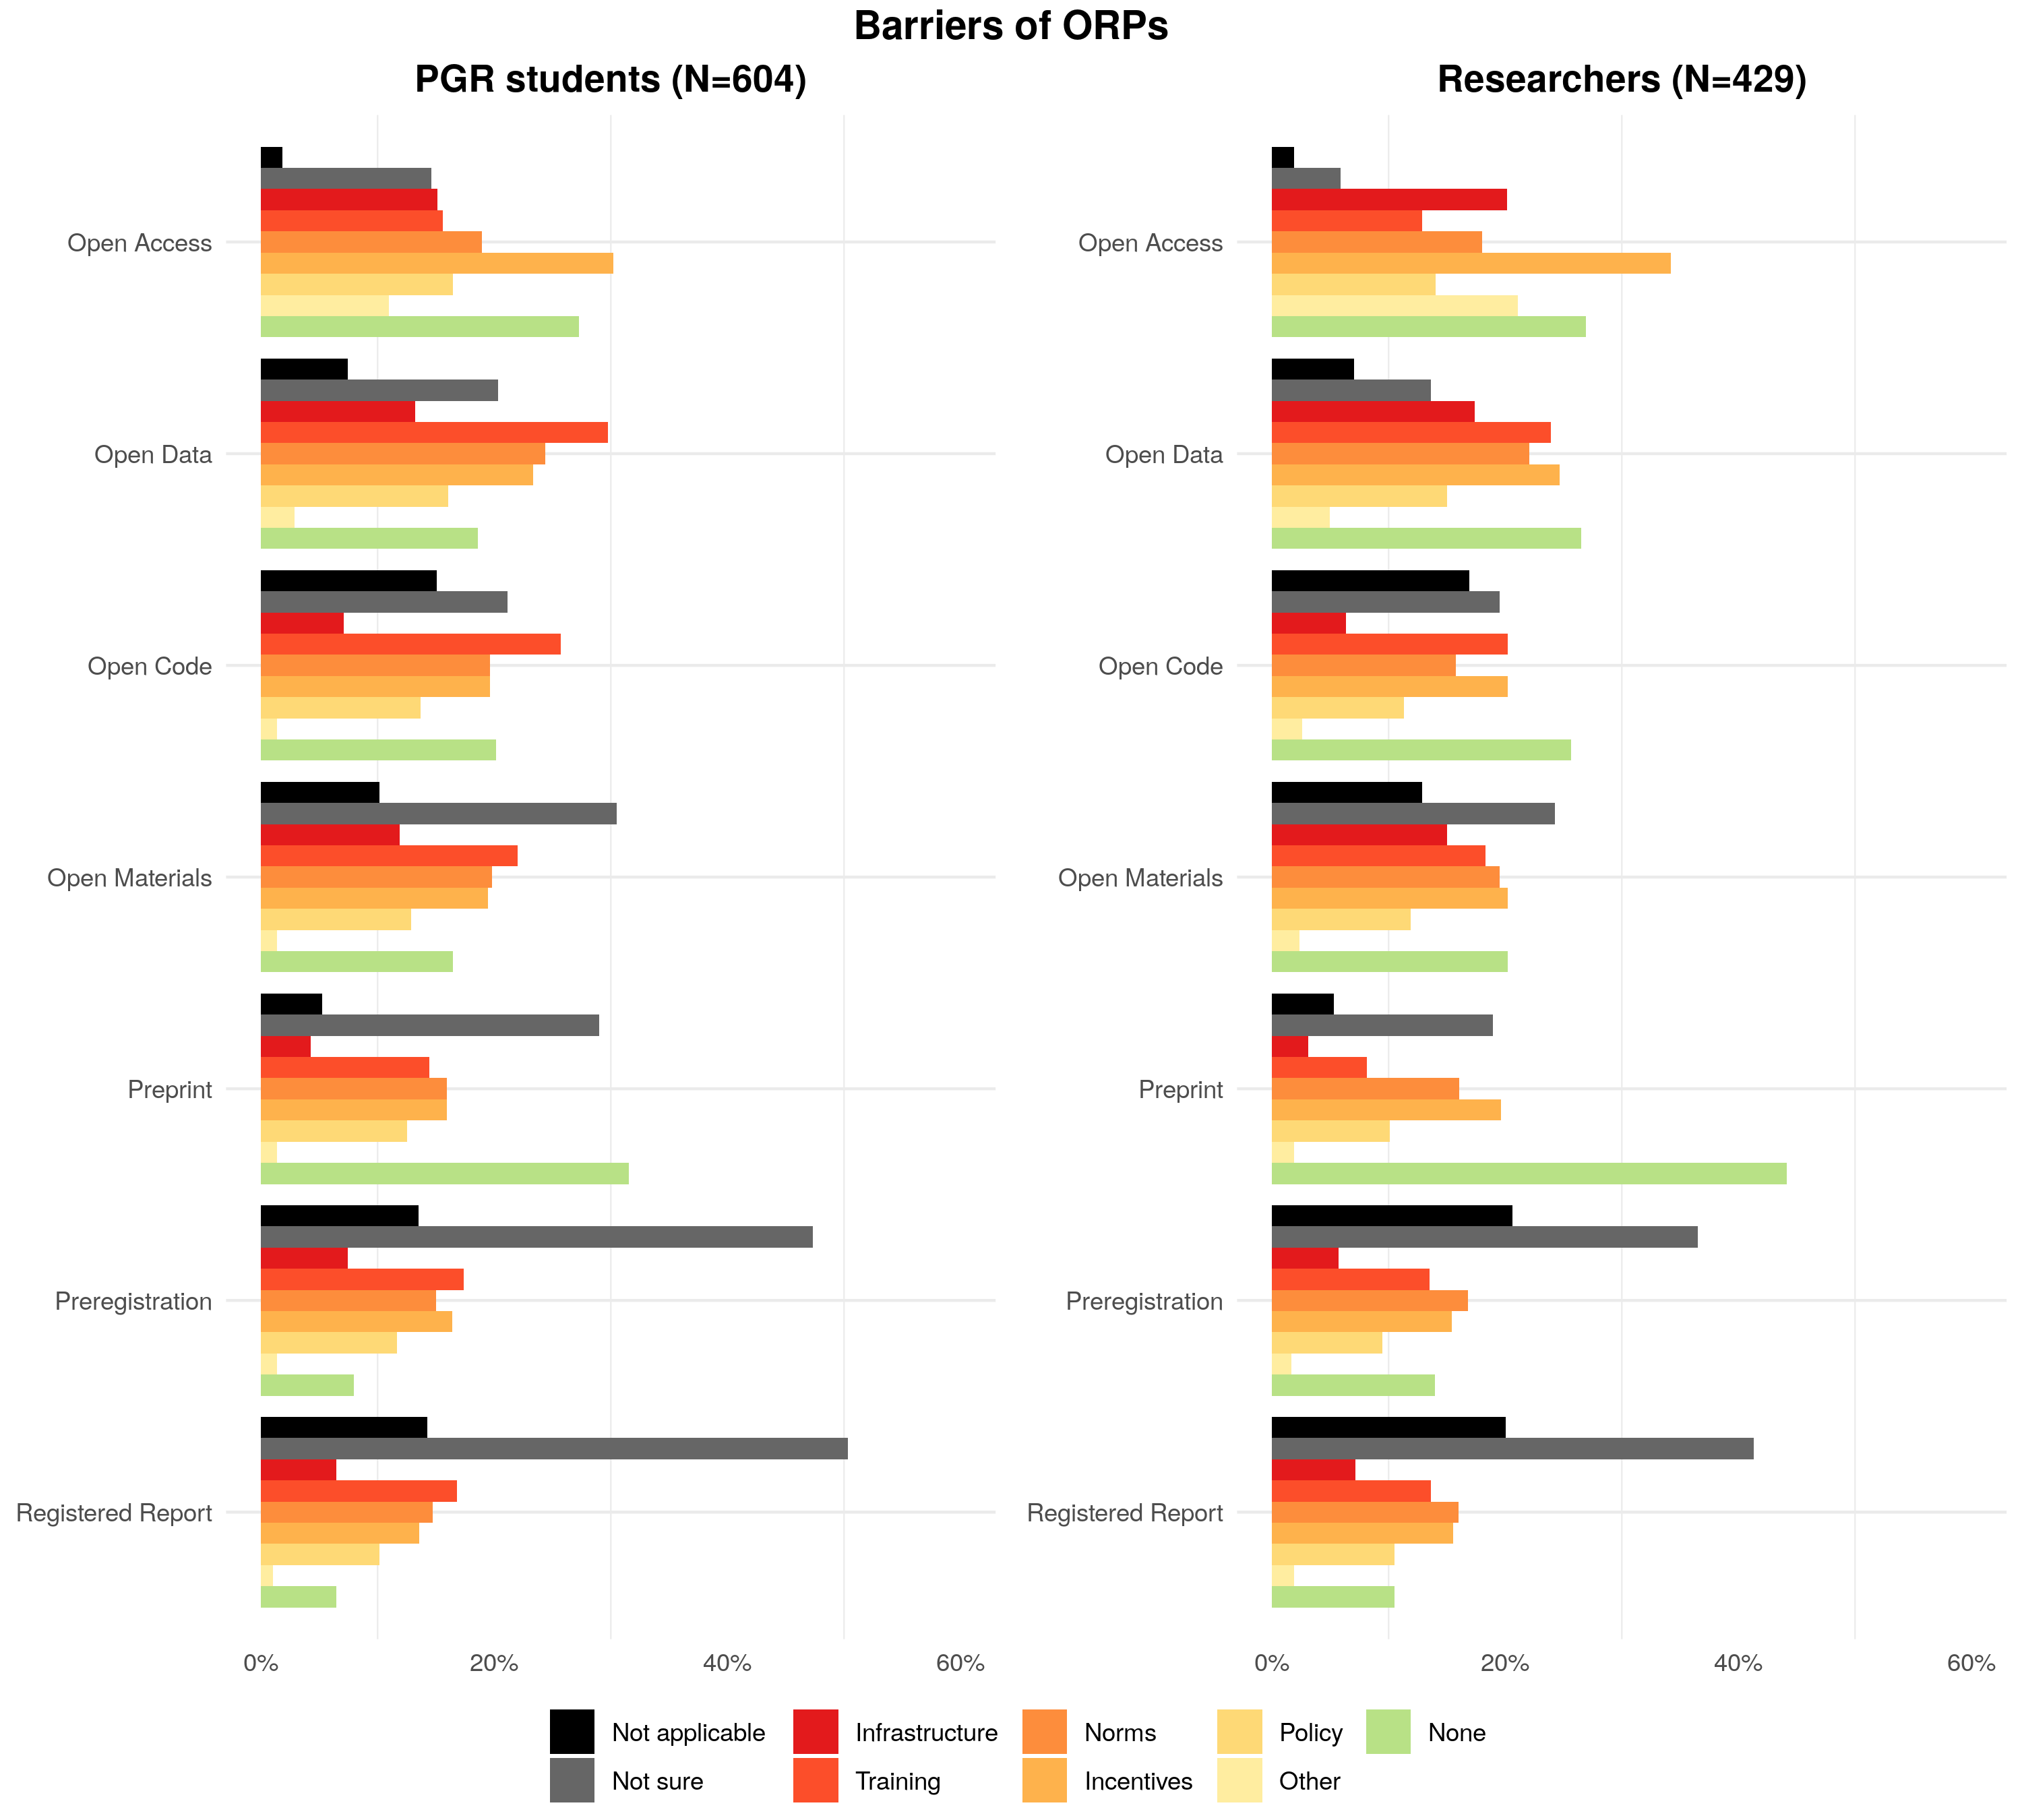 Barriers of ORPs
PGR students (N=604)
Researchers (N=429)
Open Access
Open Data
Open Code
Open Materials
Preprint
Preregistration
Registered Report
0% 20% 40% 60%
Open Access
Open Data
Open Code
Open Materials
Preprint
Preregistration
Registered Report
0% 20% 40% 60%
Not applicable Infrastructure Norms Policy None
Not sure Training Incentives Other